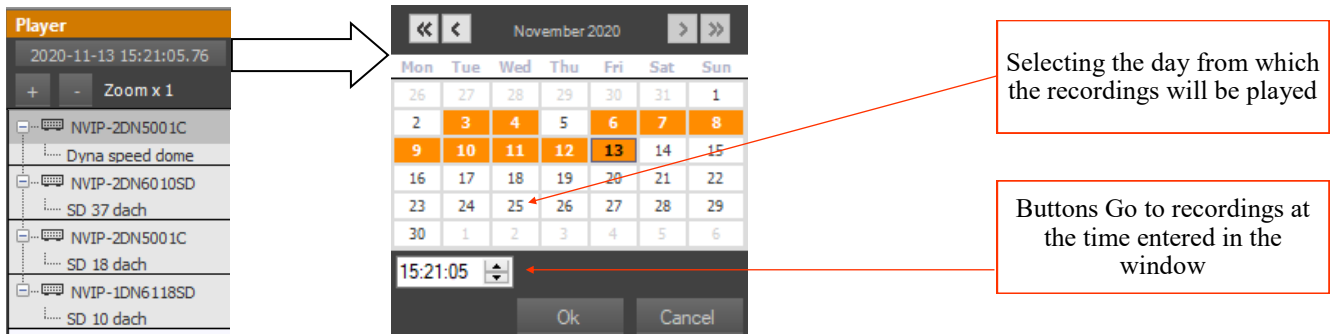 Player
2020-11-13 15:21:05.76
+ - Zoom x 1
NVIP-2DN5001C
Dyna speed dome
NVIP-2DN6010SD
SD 37 dach
NVIP-2DN5001C
SD 18 dach
NVIP-1DN6118SD
SD 10 dach
« < November 2020 > »
Mon Tue Wed Thu Fri Sat Sun
26 27 28 29 30 31 1
2 3 4 5 6 7 8
9 10 11 12 13 14 15
16 17 18 19 20 21 22
23 24 25 26 27 28 29
30 1 2 3 4 5 6
15:21:05
Ok Cancel
Selecting the day from which
the recordings will be played
Buttons Go to recordings at
the time entered in the
window